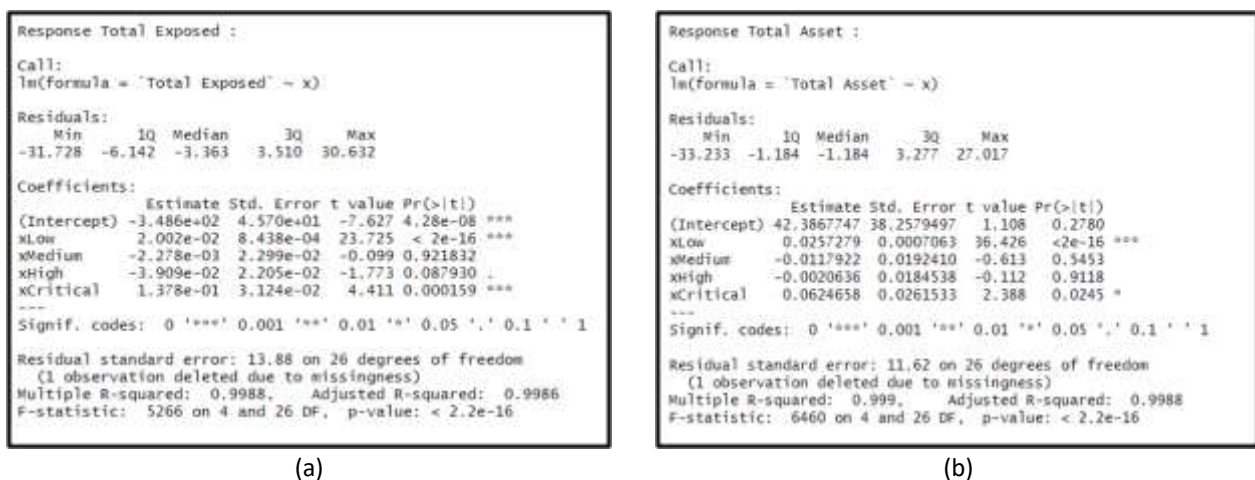 Response Total Exposed :
Call:
lm(formula = `Total Exposed` ~ x)
Residuals:
Min 1Q Median 3Q Max
-31.728 -6.142 -3.363 3.510 30.632
Coefficients:
Estimate Std. Error t value Pr(>|t|)
(Intercept) -3.486e+02 4.570e+01 -7.627 4.28e-08 ***
xLow 2.002e-02 8.438e-04 23.725 < 2e-16 ***
xMedium -2.278e-03 2.299e-02 -0.099 0.921832
xHigh -3.909e-02 2.205e-02 -1.773 0.087930 .
xCritical 1.378e-01 3.124e-02 4.411 0.000159 ***
---
Signif. codes: 0 '***' 0.001 '**' 0.01 '*' 0.05 '.' 0.1 ' ' 1
Residual standard error: 13.88 on 26 degrees of freedom
(1 observation deleted due to missingness)
Multiple R-squared: 0.9988, Adjusted R-squared: 0.9986
F-statistic: 5266 on 4 and 26 DF, p-value: < 2.2e-16
(a)
Response Total Asset :
Call:
lm(formula = `Total Asset` ~ x)
Residuals:
Min 1Q Median 3Q Max
-33.233 -1.184 -1.184 3.277 27.017
Coefficients:
Estimate Std. Error t value Pr(>|t|)
(Intercept) 42.3867747 38.2579497 1.108 0.2780
xLow 0.0257279 0.0007063 36.426 <2e-16 ***
xMedium -0.0117922 0.0192410 -0.613 0.5453
xHigh -0.0020636 0.0184538 -0.112 0.9118
xCritical 0.0624658 0.0261533 2.388 0.0245 *
---
Signif. codes: 0 '***' 0.001 '**' 0.01 '*' 0.05 '.' 0.1 ' ' 1
Residual standard error: 11.62 on 26 degrees of freedom
(1 observation deleted due to missingness)
Multiple R-squared: 0.999, Adjusted R-squared: 0.9988
F-statistic: 6460 on 4 and 26 DF, p-value: < 2.2e-16
(b)